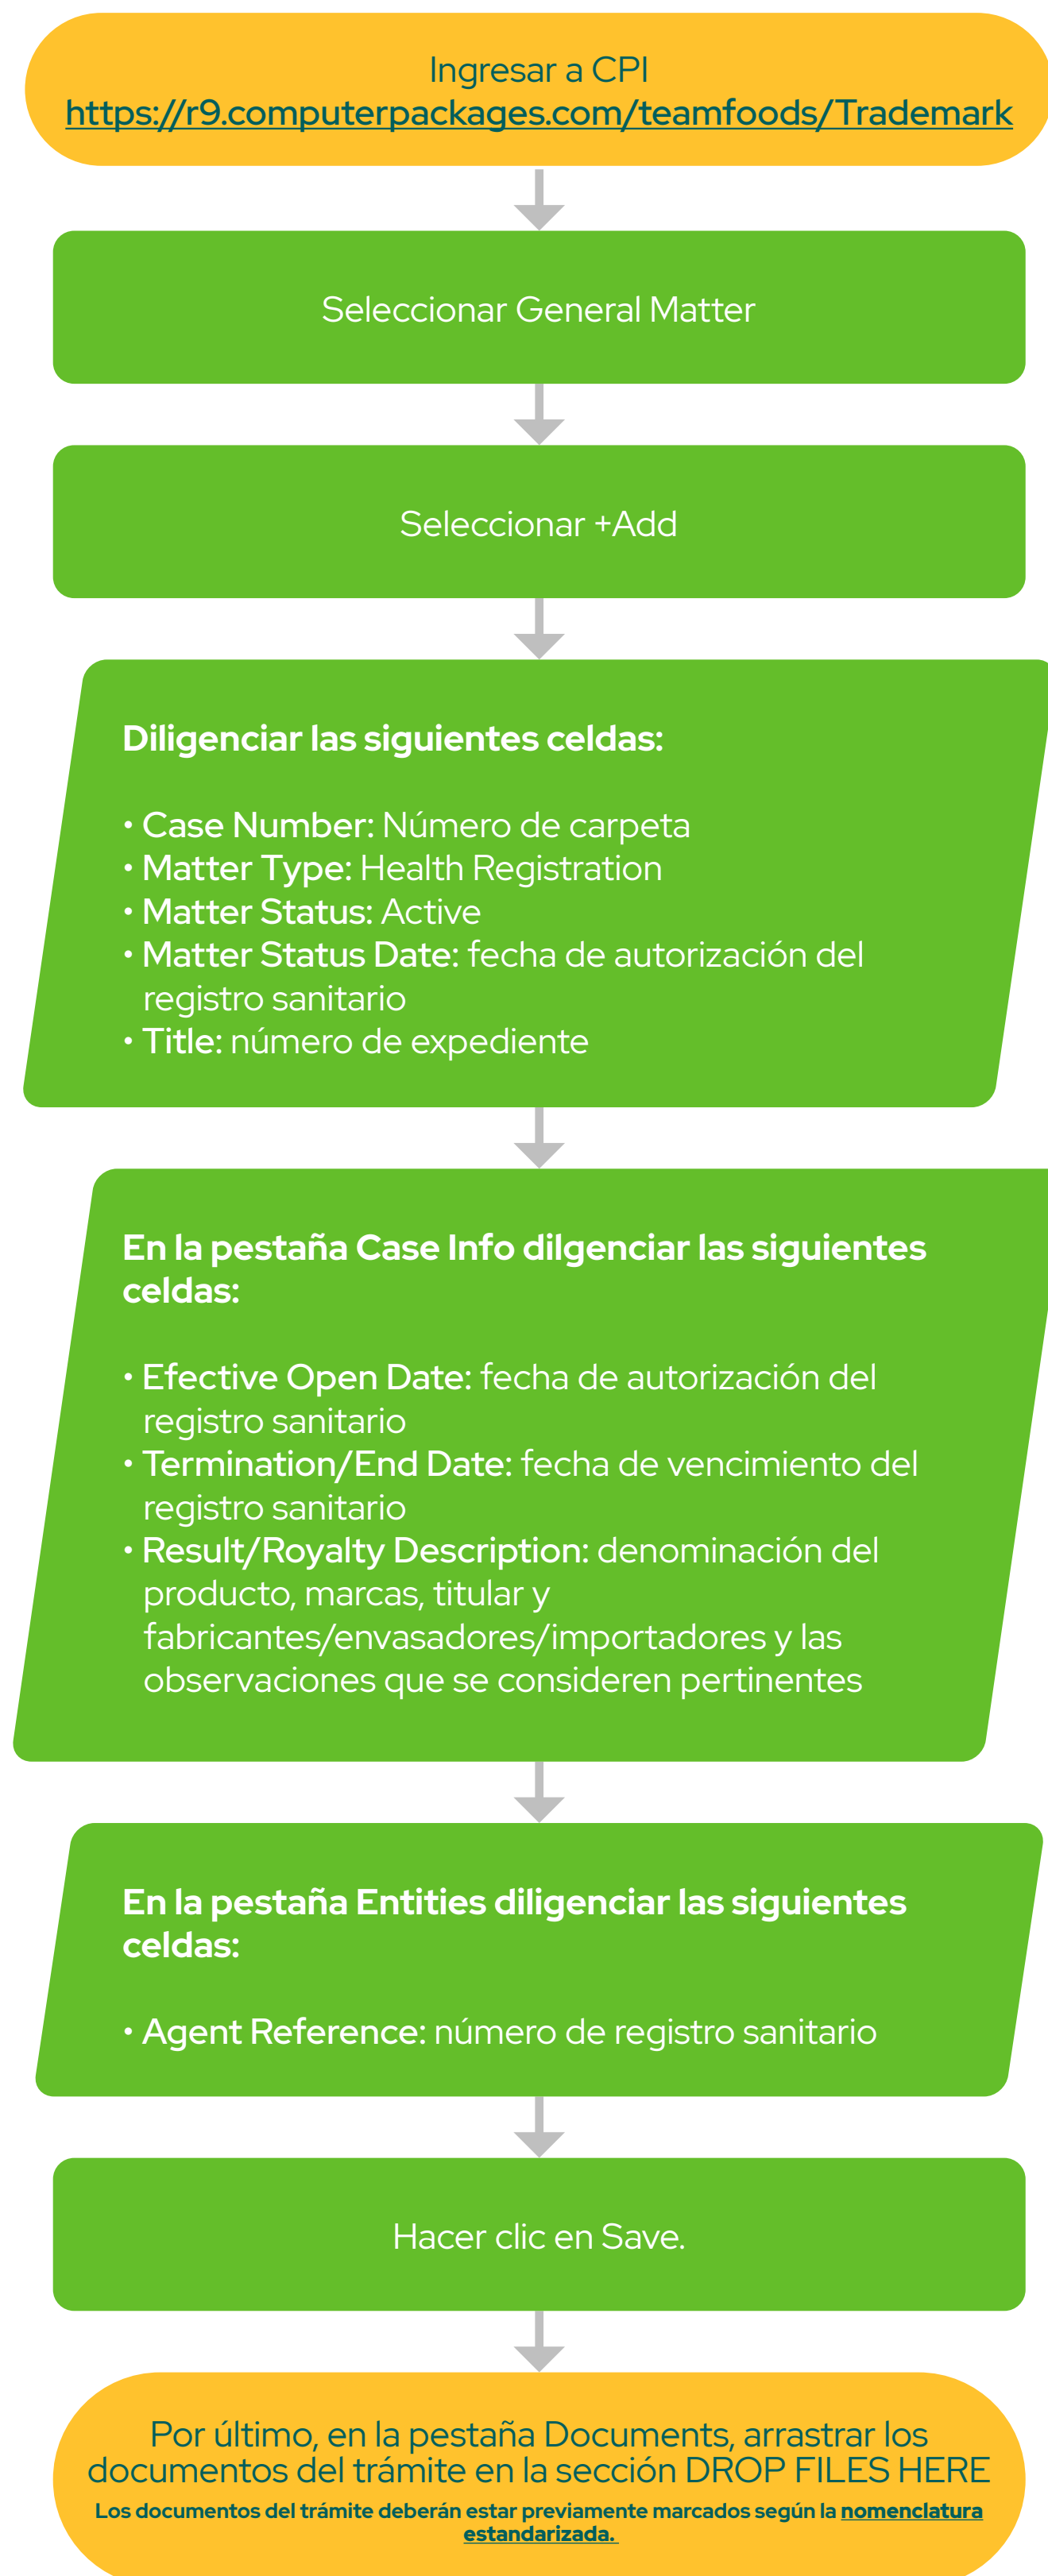 Ingresar a CPI
https://r9.computerpackages.com/teamfoods/Trademark
Seleccionar General Matter
Seleccionar +Add
Diligenciar las siguientes celdas:
• Case Number: Número de carpeta
• Matter Type: Health Registration
• Matter Status: Active
• Matter Status Date: fecha de autorización del
registro sanitario
• Title: número de expediente
En la pestaña Case Info dilgenciar las siguientes
celdas:
• Efective Open Date: fecha de autorización del
registro sanitario
• Termination/End Date: fecha de vencimiento del
registro sanitario
• Result/Royalty Description: denominación del
producto, marcas, titular y
fabricantes/envasadores/importadores y las
observaciones que se consideren pertinentes
En la pestaña Entities diligenciar las siguientes
celdas:
• Agent Reference: número de registro sanitario
Hacer clic en Save.
Por último, en la pestaña Documents, arrastrar los
documentos del trámite en la sección DROP FILES HERE
Los documentos del trámite deberán estar previamente marcados según la nomenclatura
estandarizada.